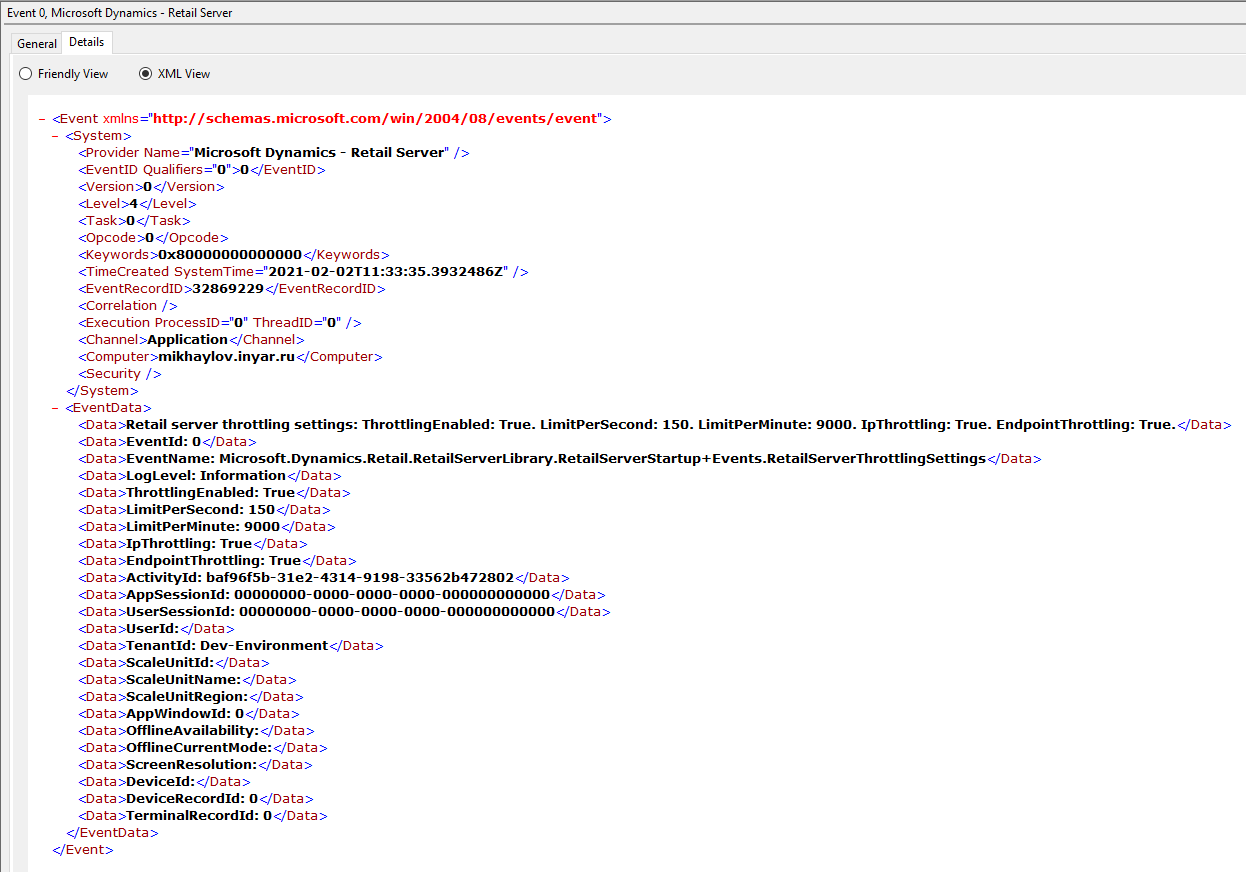 Event 0, Microsoft Dynamics - Retail Server
General Details
Friendly View XML View
- <Event xmlns="http://schemas.microsoft.com/win/2004/08/events/event">
- <System>
<Provider Name="Microsoft Dynamics - Retail Server" />
<EventID Qualifiers="0">0</EventID>
<Version>0</Version>
<Level>4</Level>
<Task>0</Task>
<Opcode>0</Opcode>
<Keywords>0x80000000000000</Keywords>
<TimeCreated SystemTime="2021-02-02T11:33:35.3932486Z" />
<EventRecordID>32869229</EventRecordID>
<Correlation />
<Execution ProcessID="0" ThreadID="0" />
<Channel>Application</Channel>
<Computer>mikhaylov.inyar.ru</Computer>
<Security />
</System>
- <EventData>
<Data>Retail server throttling settings: ThrottlingEnabled: True. LimitPerSecond: 150. LimitPerMinute: 9000. IpThrottling: True. EndpointThrottling: True.</Data>
<Data>EventId: 0</Data>
<Data>EventName: Microsoft.Dynamics.Retail.RetailServerLibrary.RetailServerStartup+Events.RetailServerThrottlingSettings</Data>
<Data>LogLevel: Information</Data>
<Data>ThrottlingEnabled: True</Data>
<Data>LimitPerSecond: 150</Data>
<Data>LimitPerMinute: 9000</Data>
<Data>IpThrottling: True</Data>
<Data>EndpointThrottling: True</Data>
<Data>ActivityId: baf96f5b-31e2-4314-9198-33562b472802</Data>
<Data>AppSessionId: 00000000-0000-0000-0000-000000000000</Data>
<Data>UserSessionId: 00000000-0000-0000-0000-000000000000</Data>
<Data>UserId:</Data>
<Data>TenantId: Dev-Environment</Data>
<Data>ScaleUnitId:</Data>
<Data>ScaleUnitName:</Data>
<Data>ScaleUnitRegion:</Data>
<Data>AppWindowId: 0</Data>
<Data>OfflineAvailability:</Data>
<Data>OfflineCurrentMode:</Data>
<Data>ScreenResolution:</Data>
<Data>DeviceId:</Data>
<Data>DeviceRecordId: 0</Data>
<Data>TerminalRecordId: 0</Data>
</EventData>
</Event>